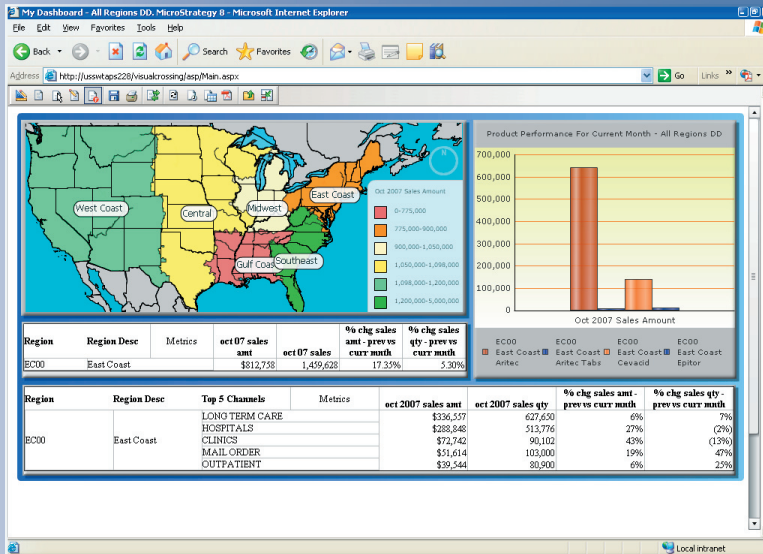 My Dashboard - All Regions DD. MicroStrategy 8 - Microsoft Internet Explorer
File Edit View Favorites Tools Help
Back Search Favorites
Address http://usswtaps228/visualcrossing/asp/Main.aspx Go Links »
West Coast
Central
Midwest
East Coast
Gulf Coas
Southeast
N
Oct 2007 Sales Amount
0-775,000
775,000-900,000
900,000-1,050,000
1,050,000-1,098,000
1,098,000-1,200,000
1,200,000-5,000,000
Product Performance For Current Month - All Regions DD
700,000
600,000
500,000
400,000
300,000
200,000
100,000
0
Oct 2007 Sales Amount
EC00 EC00 EC00 EC00
East Coast East Coast East Coast East Coast
Aritec Aritec Tabs Cevacid Epitor
% chg sales % chg sales
Region Region Desc Metrics oct 07 sales amt - prev vs qty - prev vs
amt oct 07 sales curr mnth curr mnth
EC00 East Coast $812,758 1,459,628 17.35% 5.30%
Region Region Desc Top 5 Channels Metrics % chg sales amt - % chg sales qty -
oct 2007 sales amt oct 2007 sales qty prev vs curr mnth prev vs curr mnth
LONG TERM CARE $336,557 627,650 6% 7%
HOSPITALS $288,848 513,776 27% (2%)
EC00 East Coast CLINICS $72,742 90,102 43% (13%)
MAIL ORDER $51,614 103,000 19% 47%
OUTPATIENT $39,544 80,900 6% 25%
Local intranet